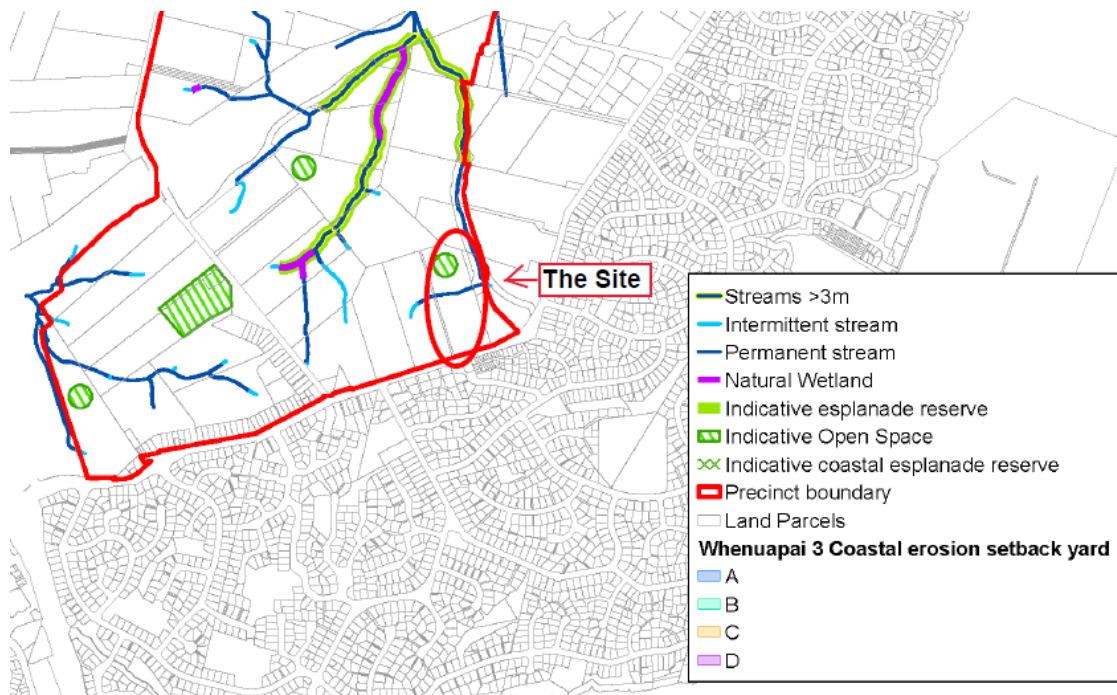 The Site
Streams >3m
Intermittent stream
Permanent stream
Natural Wetland
Indicative esplanade reserve
Indicative Open Space
Indicative coastal esplanade reserve
Precinct boundary
Land Parcels
Whenuapai 3 Coastal erosion setback yard
A
B
C
D